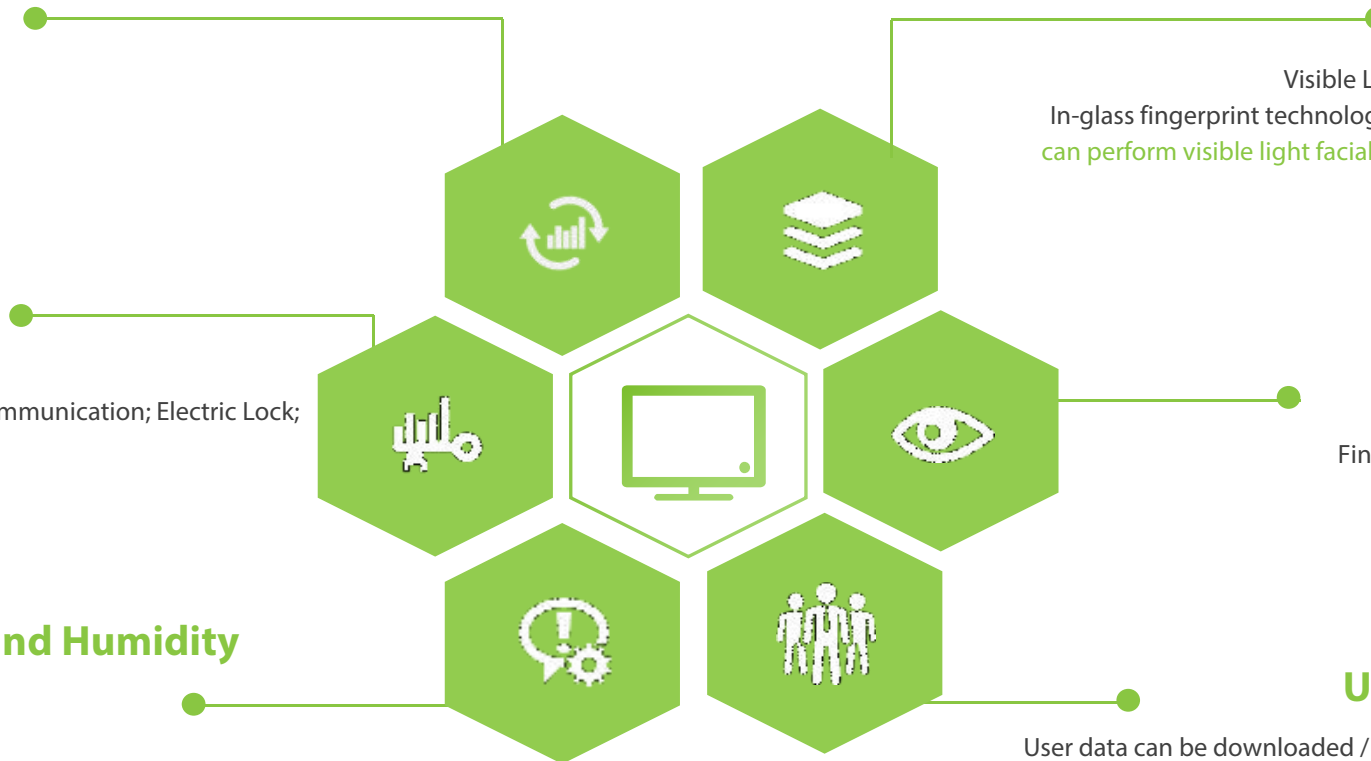 Visible L
In-glass fingerprint technolog
can perform visible light facial
mmunication; Electric Lock;
Fin
nd Humidity
U
User data can be downloaded /